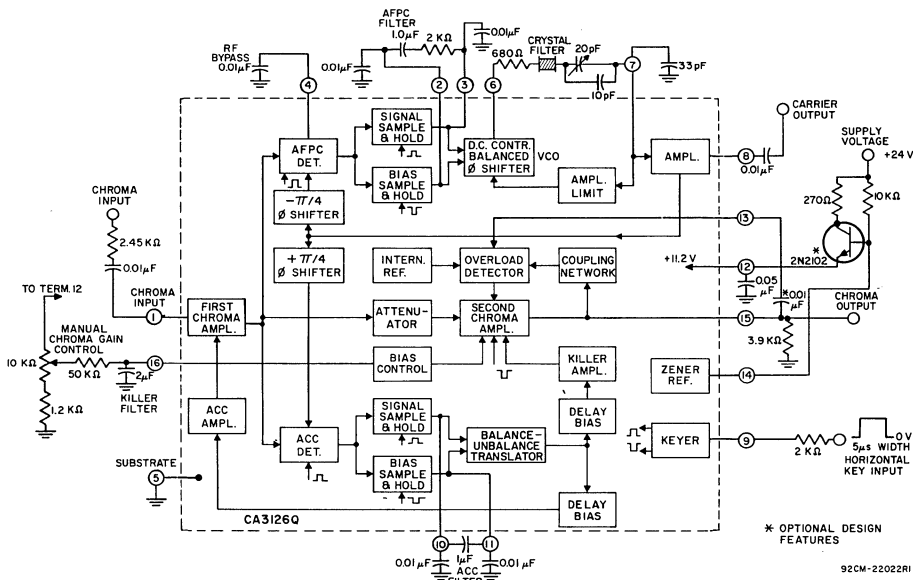 AFPC
FILTER
1.0μF
2 KΩ
0.01μF
0.01μF
RF
BYPASS
0.01μF
CRYSTAL
FILTER
680Ω
20pF
10pF
33pF
4
2
3
6
7
CARRIER
OUTPUT
8
0.01μF
SUPPLY
VOLTAGE
+24 V
270Ω
10KΩ
*
2N2102
SIGNAL
SAMPLE
& HOLD
AFPC
DET.
BIAS
SAMPLE
& HOLD
D.C. CONTR.
BALANCED
Ø SHIFTER
VCO
AMPL.
AMPL.
LIMIT
-π/4
Ø SHIFTER
+π/4
Ø SHIFTER
CHROMA
INPUT
2.45 KΩ
0.01μF
CHROMA
INPUT
1
FIRST
CHROMA
AMPL.
INTERN.
REF.
OVERLOAD
DETECTOR
COUPLING
NETWORK
13
+11.2 V
12
0.05
μF
*0.01
μF
CHROMA
OUTPUT
15
3.9KΩ
ATTENU-
ATOR
SECOND
CHROMA
AMPL.
TO TERM.12
MANUAL
CHROMA GAIN
CONTROL
10 KΩ
50KΩ
2μF
KILLER
FILTER
1.2 KΩ
16
BIAS
CONTROL
KILLER
AMPL.
ZENER
REF.
14
ACC
AMPL.
DELAY
BIAS
ACC
DET.
SIGNAL
SAMPLE
& HOLD
BIAS
SAMPLE
& HOLD
BALANCE-
UNBALANCE
TRANSLATOR
KEYER
9
2 KΩ
0V
5μs WIDTH
HORIZONTAL
KEY INPUT
SUBSTRATE
5
DELAY
BIAS
CA3126Q
10
11
0.01μF
1μF
0.01μF
ACC
FILTER
* OPTIONAL DESIGN
FEATURES
92CM-22022R1